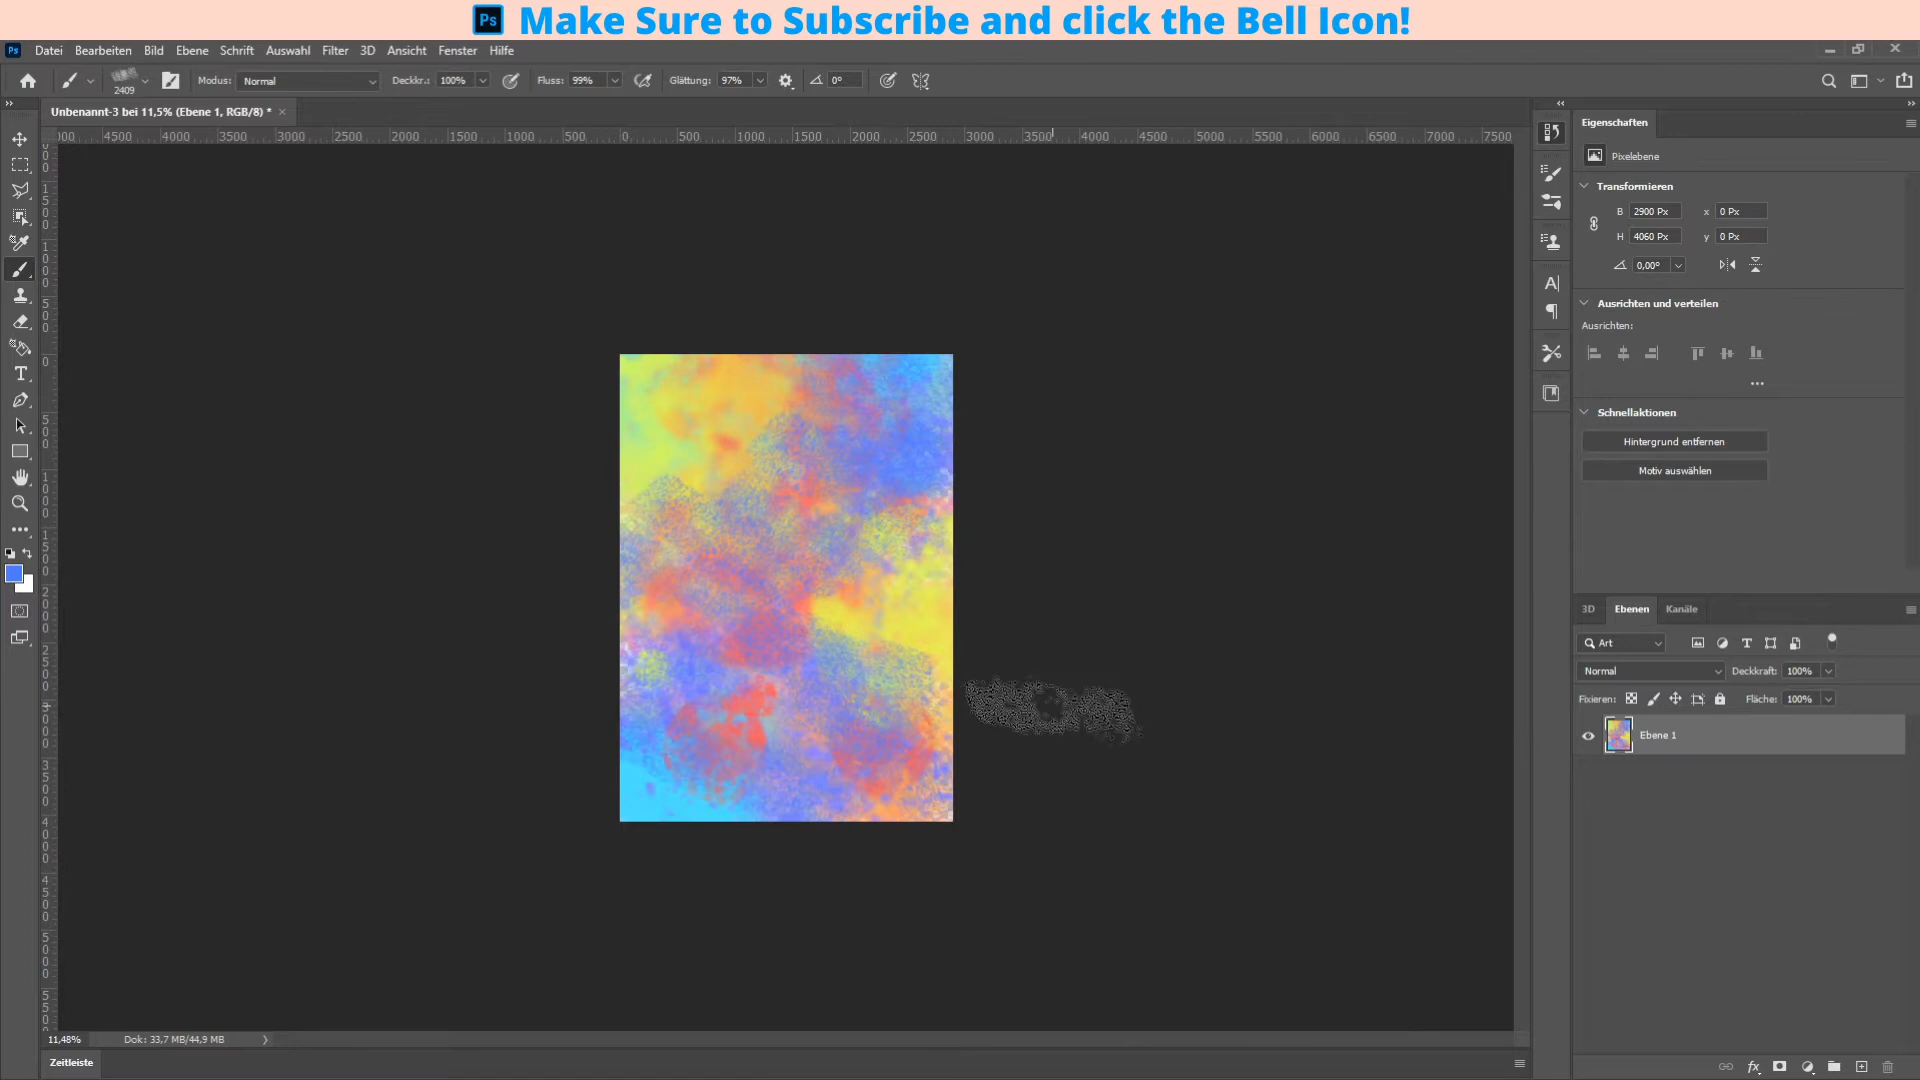 Ps Make Sure to Subscribe and click the Bell Icon!
Ps Datei Bearbeiten Bild Ebene Schrift Auswahl Filter 3D Ansicht Fenster Hilfe
2409 Modus: Normal Deckkr.: 100% Fluss: 99% Glättung: 97% 0°
Unbenannt-3 bei 11,5% (Ebene 1, RGB/8) *
4500 4000 3500 3000 2500 2000 1500 1000 500 0 500 1000 1500 2000 2500 3000 3500 4000 4500 5000 5500 6000 6500 7000 7500
Eigenschaften
Pixelebene
Transformieren
B 2900 Px x 0 Px
H 4060 Px y 0 Px
0,00°
Ausrichten und verteilen
Ausrichten:
Schnellaktionen
Hintergrund entfernen
Motiv auswählen
3D Ebenen Kanäle
Art
Normal Deckkraft: 100%
Fixieren: Fläche: 100%
Ebene 1
11,48% Dok: 33,7 MB/44,9 MB
Zeitleiste